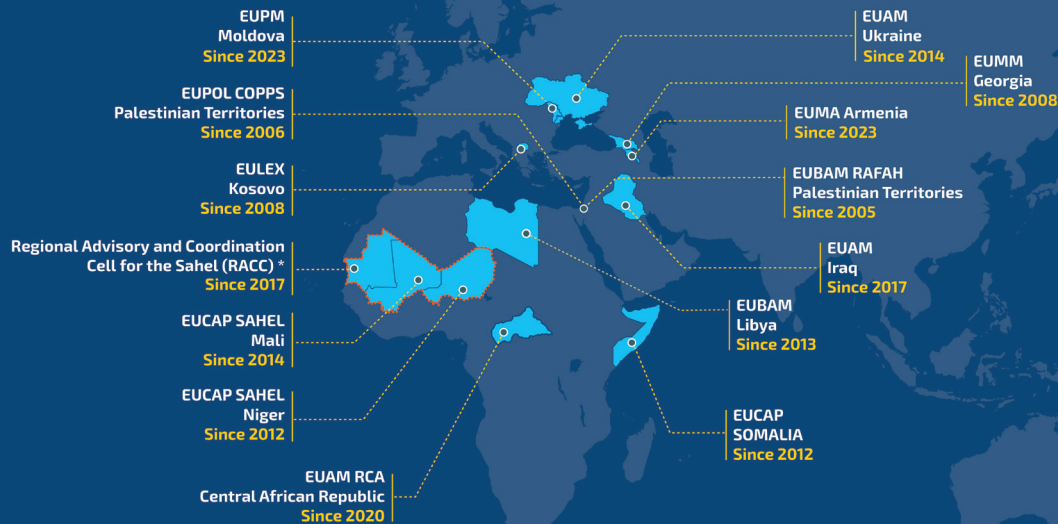 EUPM
Moldova
Since 2023
EUPOL COPPS
Palestinian Territories
Since 2006
EULEX
Kosovo
Since 2008
Regional Advisory and Coordination
Cell for the Sahel (RACC) *
Since 2017
EUCAP SAHEL
Mali
Since 2014
EUCAP SAHEL
Niger
Since 2012
EUAM RCA
Central African Republic
Since 2020
EUAM
Ukraine
Since 2014
EUMM
Georgia
Since 2008
EUMA Armenia
Since 2023
EUBAM RAFAH
Palestinian Territories
Since 2005
EUAM
Iraq
Since 2017
EUBAM
Libya
Since 2013
EUCAP
SOMALIA
Since 2012